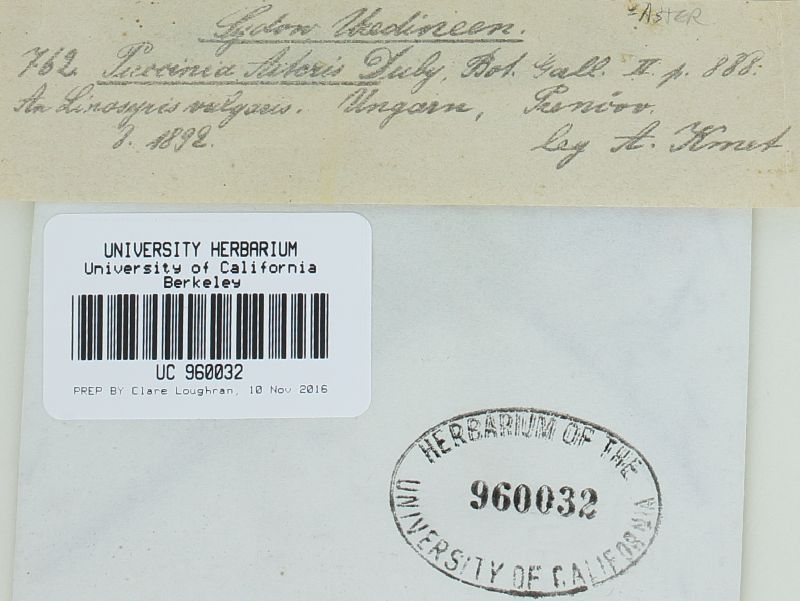 = ASTER
Sydow Uredineen.
762. Puccinia Asteris Duby, Bot. Gall. II p. 888.
An Linosyris vulgaris. Ungarn, Prenčov.
8. 1892. leg A. Kmet
UNIVERSITY HERBARIUM
University of California
Berkeley
UC 960032
PREP BY Clare Loughran, 10 Nov 2016
HERBARIUM OF THE
960032
UNIVERSITY OF CALIFORNIA